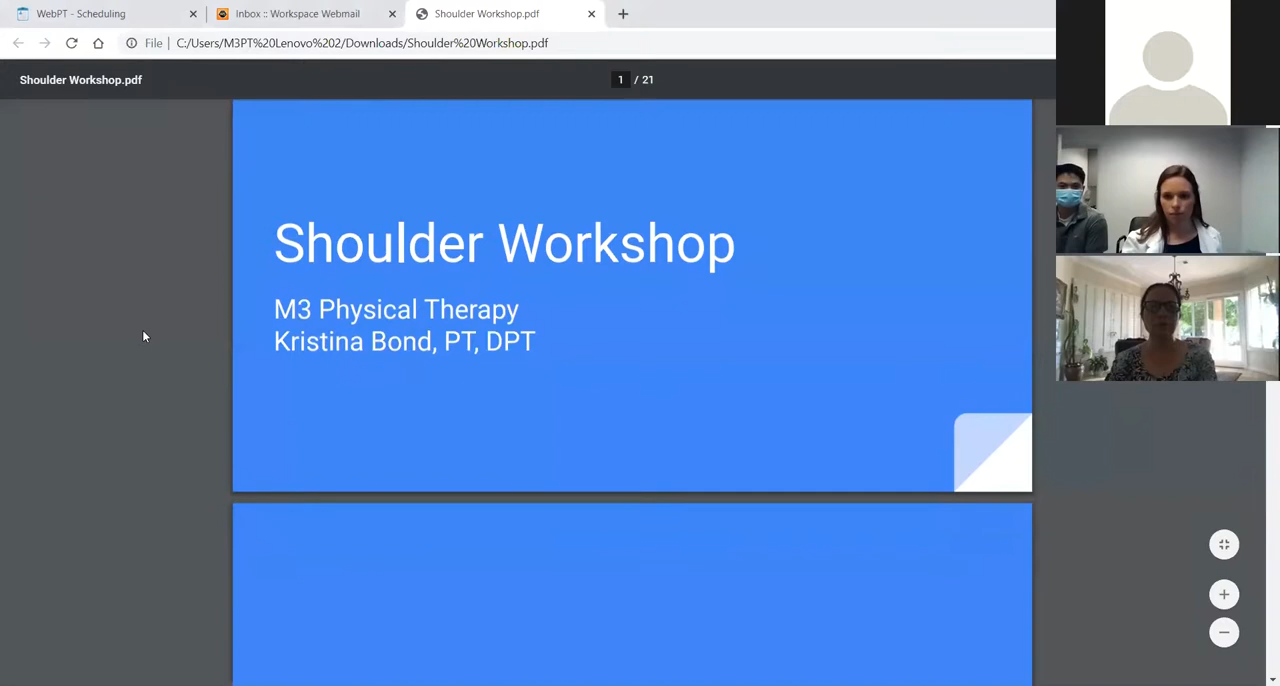 WebPT - Scheduling
Inbox :: Workspace Webmail
Shoulder Workshop.pdf
File
C:/Users/M3PT%20Lenovo%202/Downloads/Shoulder%20Workshop.pdf
Shoulder Workshop.pdf
1 / 21
Shoulder Workshop
M3 Physical Therapy
Kristina Bond, PT, DPT